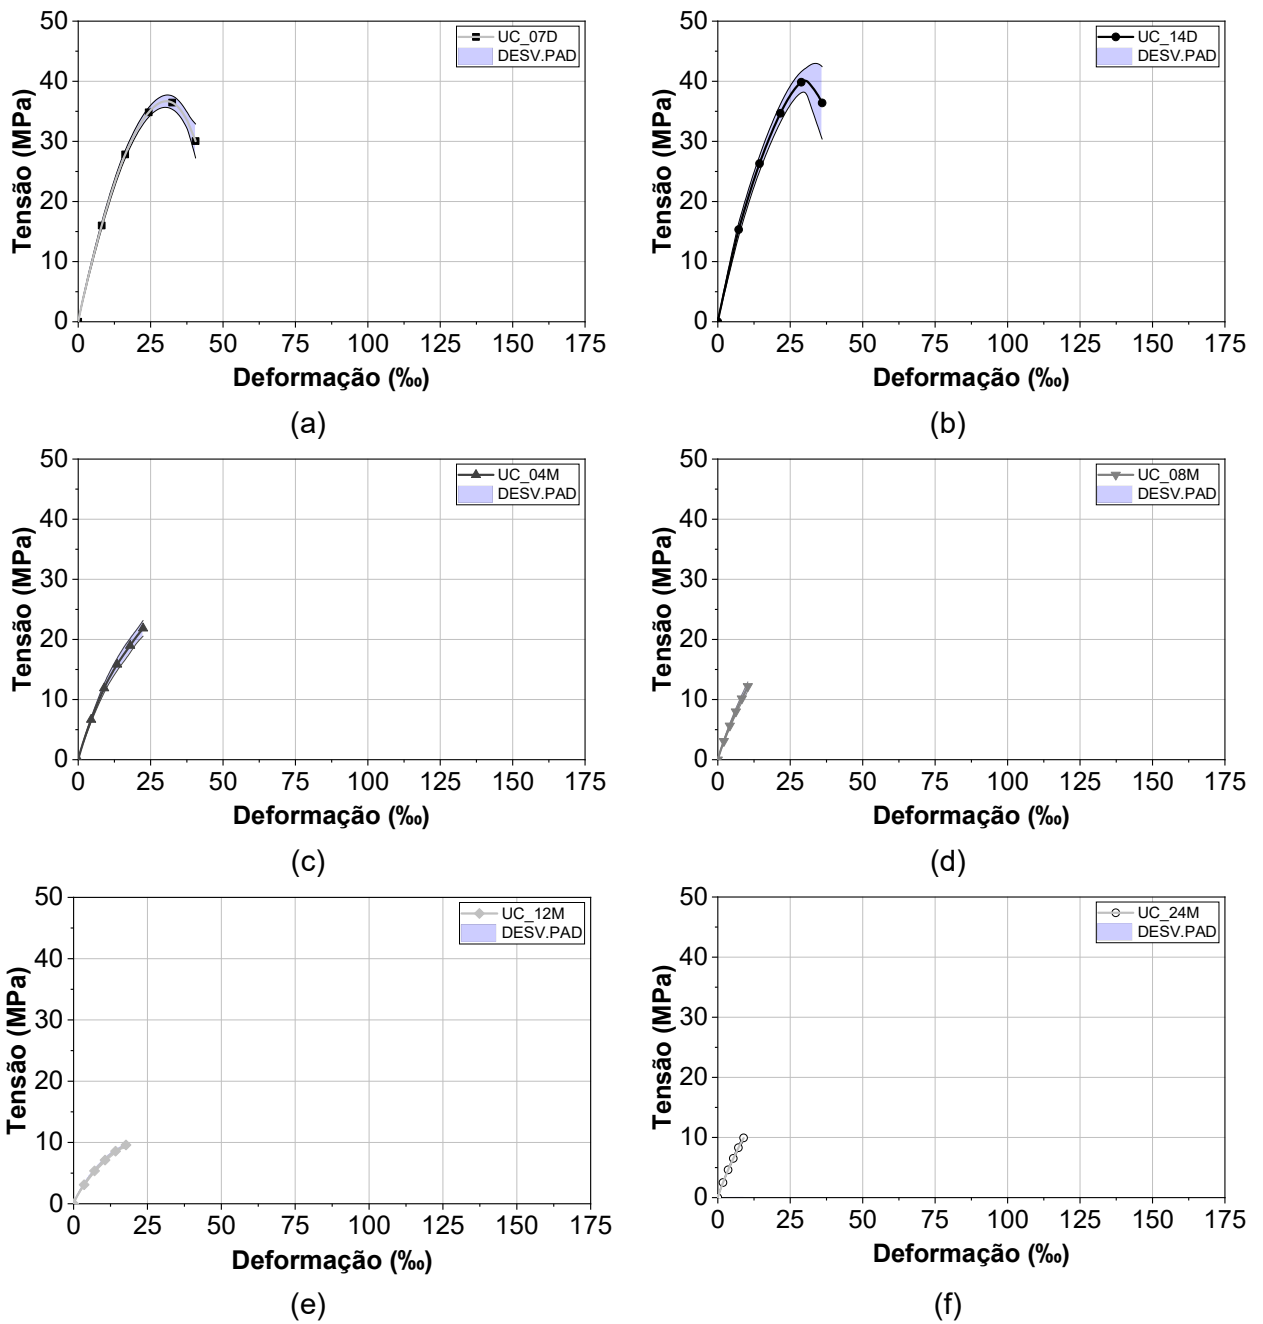 50
40
30
20
10
0
Tensão (MPa)
UC_07D
DESV.PAD
0 25 50 75 100 125 150 175
Deformação (‰)
(a)
50
40
30
20
10
0
Tensão (MPa)
UC_14D
DESV.PAD
0 25 50 75 100 125 150 175
Deformação (‰)
(b)
50
40
30
20
10
0
Tensão (MPa)
UC_04M
DESV.PAD
0 25 50 75 100 125 150 175
Deformação (‰)
(c)
50
40
30
20
10
0
Tensão (MPa)
UC_08M
DESV.PAD
0 25 50 75 100 125 150 175
Deformação (‰)
(d)
50
40
30
20
10
0
Tensão (MPa)
UC_12M
DESV.PAD
0 25 50 75 100 125 150 175
Deformação (‰)
(e)
50
40
30
20
10
0
Tensão (MPa)
UC_24M
DESV.PAD
0 25 50 75 100 125 150 175
Deformação (‰)
(f)